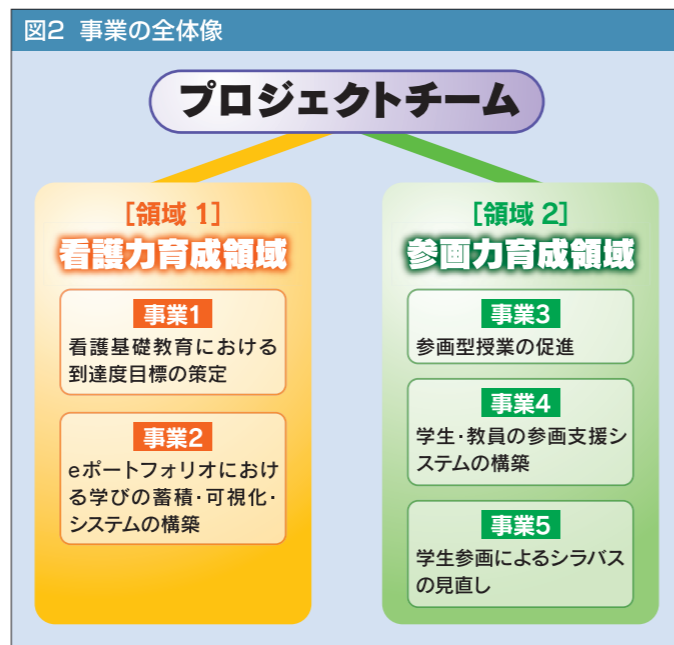 図2 事業の全体像
プロジェクトチーム
[領域 1]
看護力育成領域
事業1
看護基礎教育における
到達度目標の策定
事業2
eポートフォリオにおけ
る学びの蓄積・可視化・
システムの構築
[領域 2]
参画力育成領域
事業3
参画型授業の促進
事業4
学生・教員の参画支援シ
ステムの構築
事業5
学生参画によるシラバス
の見直し